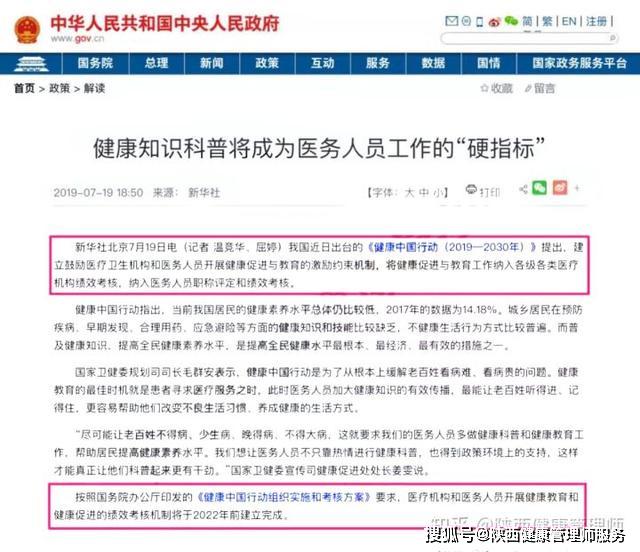 中华人民共和国中央人民政府
www.gov.cn
简 | 繁 | EN | 注册 |
国务院 总理 新闻 政策 互动 服务 数据 国情 国家政务服务平台
首页 > 政策 > 解读
收藏 留言
健康知识科普将成为医务人员工作的“硬指标”
2019-07-19 18:50 来源： 新华社
【字体：大 中 小】 打印
新华社北京7月19日电（记者 温竞华、屈婷）我国近日出台的《健康中国行动（2019—2030年）》提出，建
立鼓励医疗卫生机构和医务人员开展健康促进与教育的激励约束机制，将健康促进与教育工作纳入各级各类医疗
机构绩效考核，纳入医务人员职称评定和绩效考核。
健康中国行动指出，当前我国居民的健康素养水平总体仍比较低，2017年的数据为14.18%。城乡居民在预防
疾病、早期发现、合理用药、应急避险等方面的健康知识和技能比较缺乏，不健康生活行为方式比较普遍。而普
及健康知识、提高全民健康素养水平，是提高全民健康水平最根本、最经济、最有效的措施之一。
国家卫健委规划司司长毛群安表示，健康中国行动是为了从根本上缓解老百姓看病难、看病贵的问题。健康
教育的最佳时机就是患者寻求医疗服务之时，此时医务人员加大健康知识的有效传播，最能让老百姓听得进、记
得住，更容易帮助他们改变不良生活习惯、养成健康的生活方式。
“尽可能让老百姓不得病、少生病、晚得病、不得大病，这就要求我们的医务人员多做健康科普和健康教育工
作，帮助居民提高健康素养水平。我们想让医务人员不只靠热情进行健康科普，也得到政策环境上的支持，这样
才能真正让他们科普起来更有干劲。”国家卫健委宣传司健康促进处处长姜雯说。
按照国务院办公厅印发的《健康中国行动组织实施和考核方案》要求，医疗机构和医务人员开展健康教育和
健康促进的绩效考核机制将于2022年前建立完成。
知乎 @陕西健康管理师
搜狐号@陕西健康管理师服务